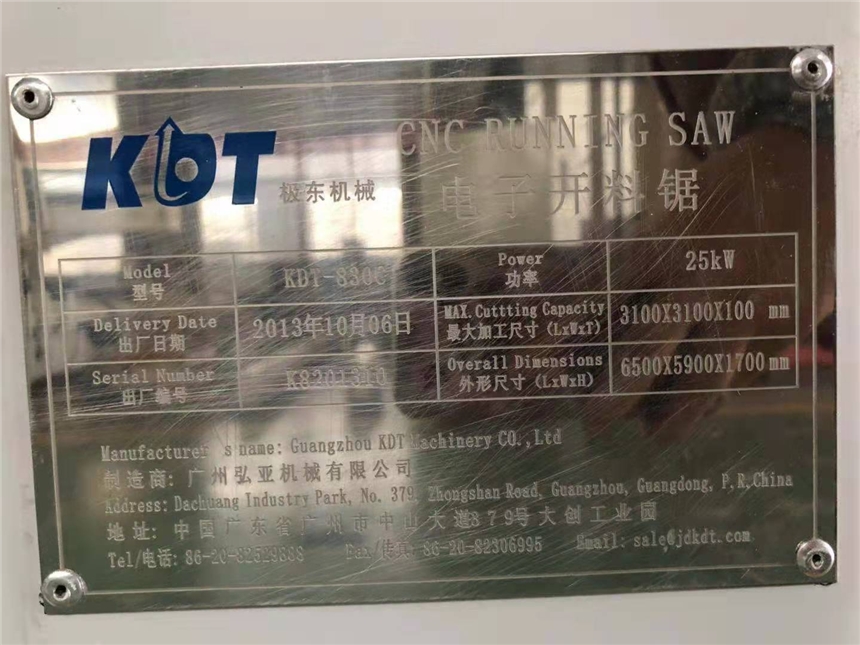 KDT 极东机械
CNC RUNNING SAW
电子开料锯
Model 型号 KDT-830C Power 功率 25kW
Delivery Date 出厂日期 2013年10月06日 MAX. Cuttting Capacity 最大加工尺寸 (LxWxT) 3100X3100X100 mm
Serial Number 出厂编号 K8201310 Overall Dimensions 外形尺寸 (LxWxH) 6500X5900X1700 mm
Manufacturer s name: Guangzhou KDT Machinery CO.,Ltd
制造商: 广州弘亚机械有限公司
Address: Dachuang Industry Park, No. 379, Zhongshan Road, Guangzhou, Guangdong, P,R,China
地址: 中国广东省广州市中山大道879号大创工业园
Tel/电话: 86-20-82529888 Fax/传真: 86-20-82306995 Email: sale@jdkdt.com